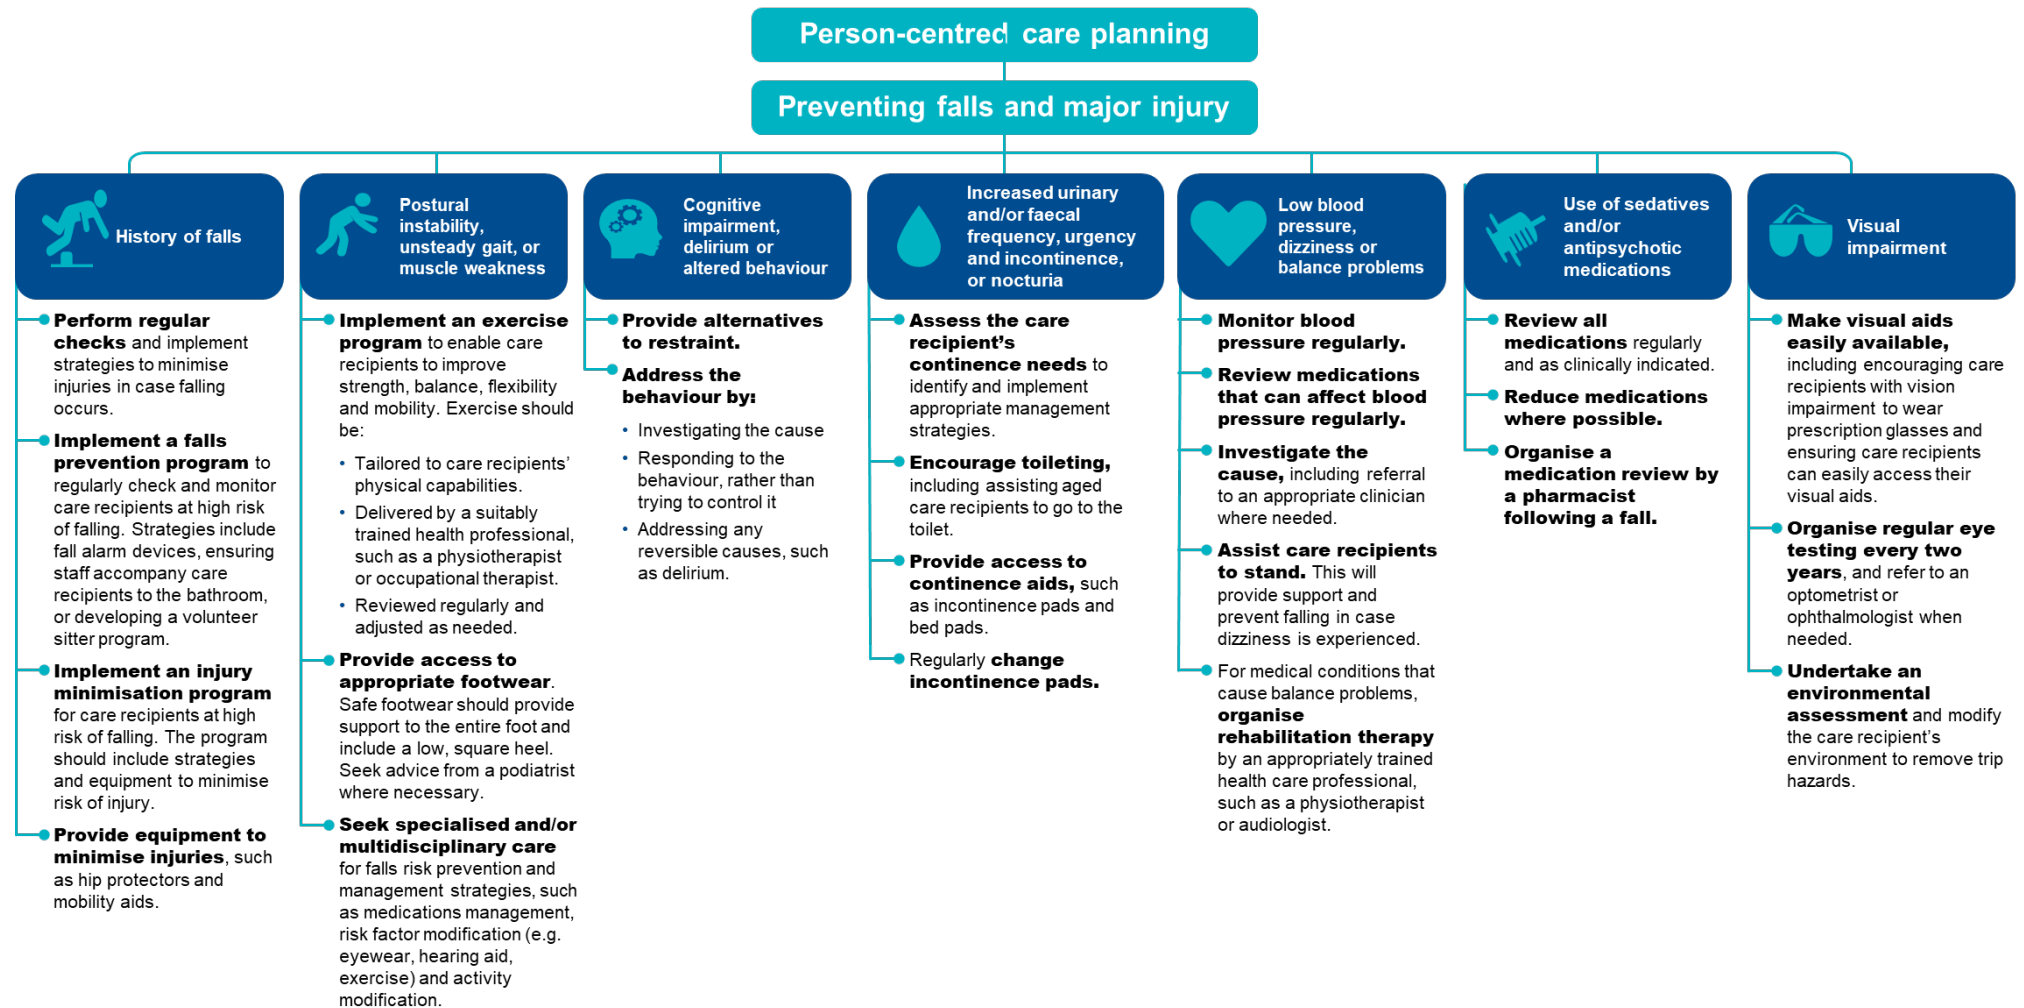 Person-centred care planning
Preventing falls and major injury
History of falls
Perform regular
checks and implement
strategies to minimise
injuries in case falling
occurs.
Implement a falls
prevention program to
regularly check and monitor
care recipients at high risk
of falling. Strategies include
fall alarm devices, ensuring
staff accompany care
recipients to the bathroom,
or developing a volunteer
sitter program.
Implement an injury
minimisation program
for care recipients at high
risk of falling. The program
should include strategies
and equipment to minimise
risk of injury.
Provide equipment to
minimise injuries, such
as hip protectors and
mobility aids.
Postural
instability,
unsteady gait, or
muscle weakness
Implement an exercise
program to enable care
recipients to improve
strength, balance, flexibility
and mobility. Exercise should
be:
• Tailored to care recipients'
physical capabilities.
• Delivered by a suitably
trained health professional,
such as a physiotherapist
or occupational therapist.
• Reviewed regularly and
adjusted as needed.
Provide access to
appropriate footwear.
Safe footwear should provide
support to the entire foot and
include a low, square heel.
Seek advice from a podiatrist
where necessary.
Seek specialised and/or
multidisciplinary care
for falls risk prevention and
management strategies, such
as medications management,
risk factor modification (e.g.
eyewear, hearing aid,
exercise) and activity
modification.
Cognitive
impairment,
delirium or
altered behaviour
Provide alternatives
to restraint.
Address the
behaviour by:
• Investigating the cause
• Responding to the
behaviour, rather than
trying to control it
• Addressing any
reversible causes, such
as delirium.
Increased urinary
and/or faecal
frequency, urgency
and incontinence,
or nocturia
Assess the care
recipient's
continence needs to
identify and implement
appropriate management
strategies.
Encourage toileting,
including assisting aged
care recipients to go to the
toilet.
Provide access to
continence aids, such
as incontinence pads and
bed pads.
Regularly change
incontinence pads.
Low blood
pressure,
dizziness or
balance problems
Monitor blood
pressure regularly.
Review medications
that can affect blood
pressure regularly.
Investigate the
cause, including referral
to an appropriate clinician
where needed.
Assist care recipients
to stand. This will
provide support and
prevent falling in case
dizziness is experienced.
For medical conditions that
cause balance problems,
organise
rehabilitation therapy
by an appropriately trained
health care professional,
such as a physiotherapist
or audiologist.
Use of sedatives
and/or
antipsychotic
medications
Review all
medications regularly
and as clinically indicated.
Reduce medications
where possible.
Organise a
medication review by
a pharmacist
following a fall.
Visual
impairment
Make visual aids
easily available,
including encouraging care
recipients with vision
impairment to wear
prescription glasses and
ensuring care recipients
can easily access their
visual aids.
Organise regular eye
testing every two
years, and refer to an
optometrist or
ophthalmologist when
needed.
Undertake an
environmental
assessment and modify
the care recipient's
environment to remove trip
hazards.